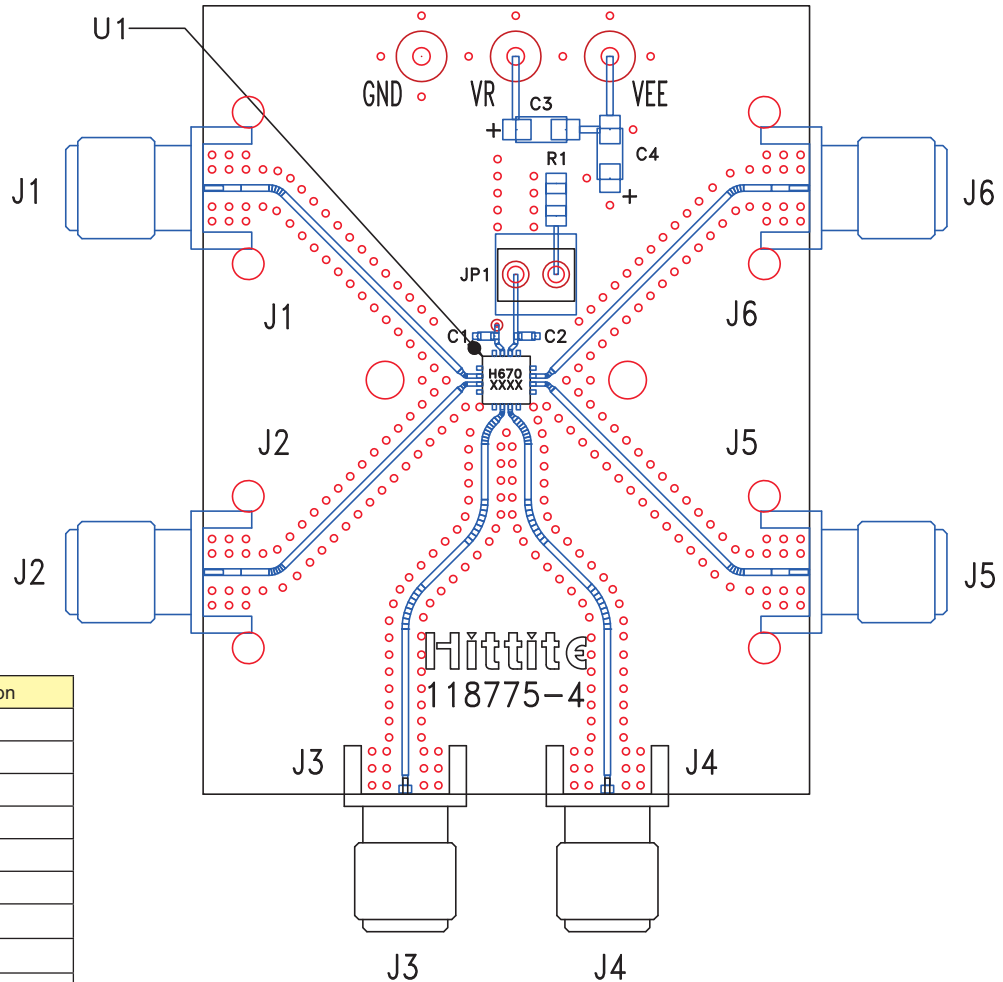 U1
GND VR VEE
C3
+
C4
R1
+
J1
J6
JP1
J1
J6
C1 C2
H670
XXXX
J2
J5
J2
J5
Hittite
118775-4
on
J3
J4
J3
J4